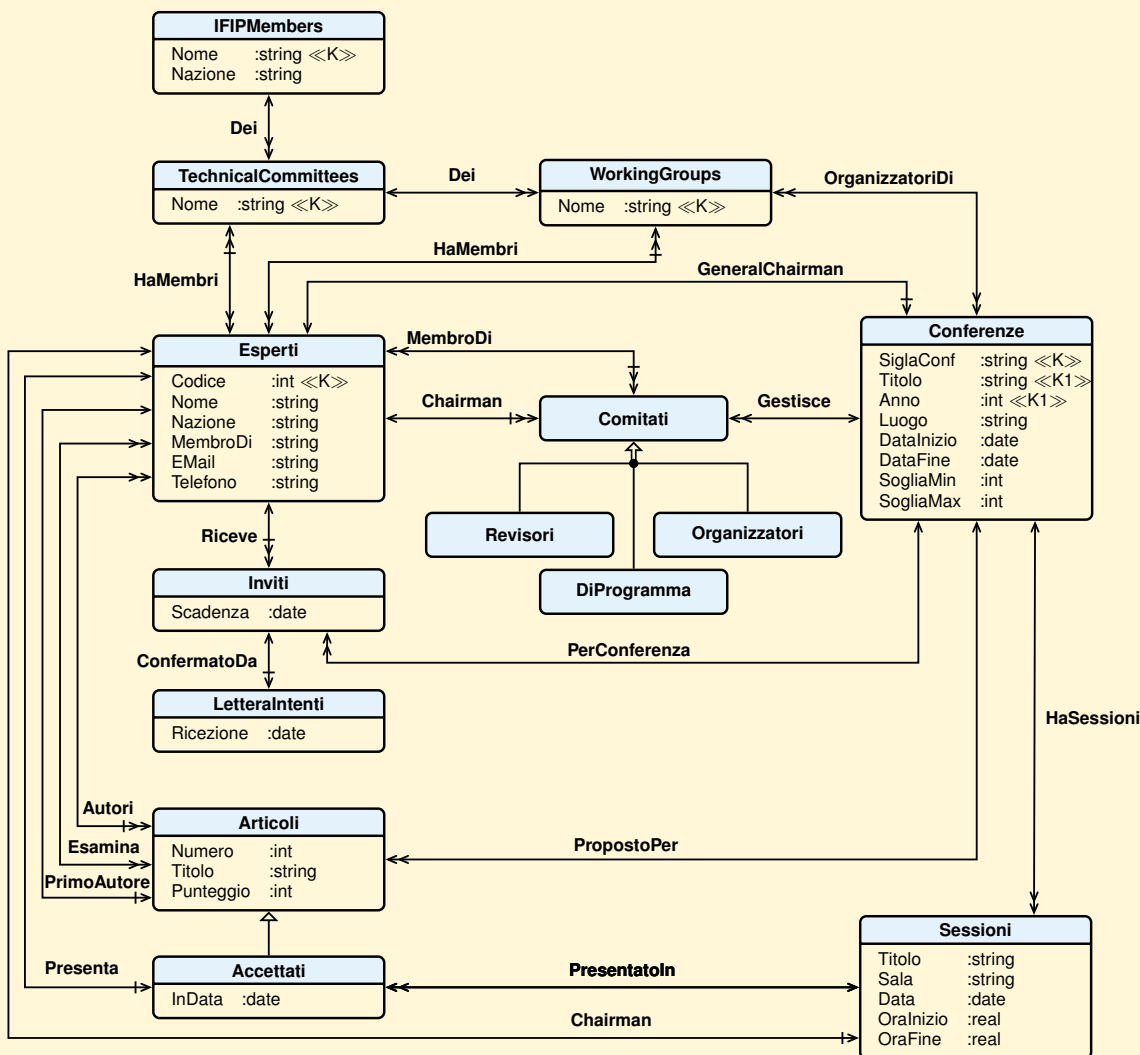 IFIPMembers
Nome :string ≪K≫
Nazione :string
Dei
TechnicalCommittees
Nome :string ≪K≫
Dei
WorkingGroups
Nome :string ≪K≫
OrganizzatoriDi
HaMembri
HaMembri
GeneralChairman
Esperti
Codice :int ≪K≫
Nome :string
Nazione :string
MembroDi :string
EMail :string
Telefono :string
MembroDi
Chairman
Comitati
Gestisce
Conferenze
SiglaConf :string ≪K≫
Titolo :string ≪K1≫
Anno :int ≪K1≫
Luogo :string
DataInizio :date
DataFine :date
SogliaMin :int
SogliaMax :int
Revisori
Organizzatori
DiProgramma
Riceve
Inviti
Scadenza :date
PerConferenza
ConfermatoDa
LetteraIntenti
Ricezione :date
HaSessioni
Autori
Esamina
PrimoAutore
Articoli
Numero :int
Titolo :string
Punteggio :int
PropostoPer
Presenta
Accettati
InData :date
PresentatoIn
Chairman
Sessioni
Titolo :string
Sala :string
Data :date
OraInizio :real
OraFine :real